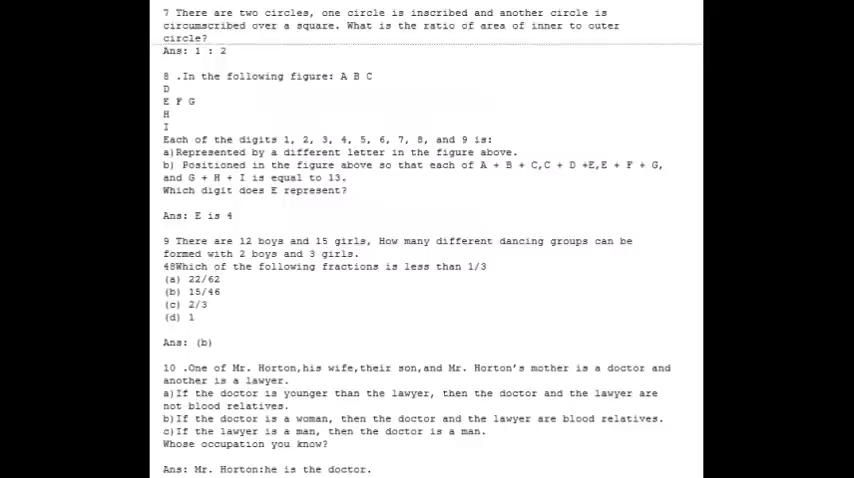 7 There are two circles, one circle is inscribed and another circle is
circumscribed over a square. What is the ratio of area of inner to outer
circle?
Ans: 1 : 2
8 .In the following figure: A B C
D
E F G
H
I
Each of the digits 1, 2, 3, 4, 5, 6, 7, 8, and 9 is:
a)Represented by a different letter in the figure above.
b) Positioned in the figure above so that each of A + B + C,C + D +E,E + F + G,
and G + H + I is equal to 13.
Which digit does E represent?
Ans: E is 4
9 There are 12 boys and 15 girls, How many different dancing groups can be
formed with 2 boys and 3 girls.
48Which of the following fractions is less than 1/3
(a) 22/62
(b) 15/46
(c) 2/3
(d) 1
Ans: (b)
10 .One of Mr. Horton,his wife,their son,and Mr. Horton's mother is a doctor and
another is a lawyer.
a)If the doctor is younger than the lawyer, then the doctor and the lawyer are
not blood relatives.
b)If the doctor is a woman, then the doctor and the lawyer are blood relatives.
c)If the lawyer is a man, then the doctor is a man.
Whose occupation you know?
Ans: Mr. Horton:he is the doctor.